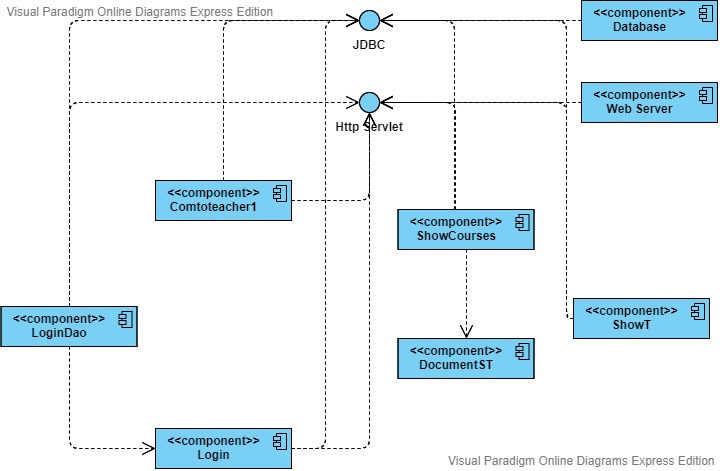 Visual Paradigm Online Diagrams Express Edition
<<component>>
Database
JDBC
<<component>>
Web Server
Http Servlet
<<component>>
Comtoteacher1
<<component>>
ShowCourses
<<component>>
ShowT
<<component>>
LoginDao
<<component>>
DocumentST
<<component>>
Login
Visual Paradigm Online Diagrams Express Edition